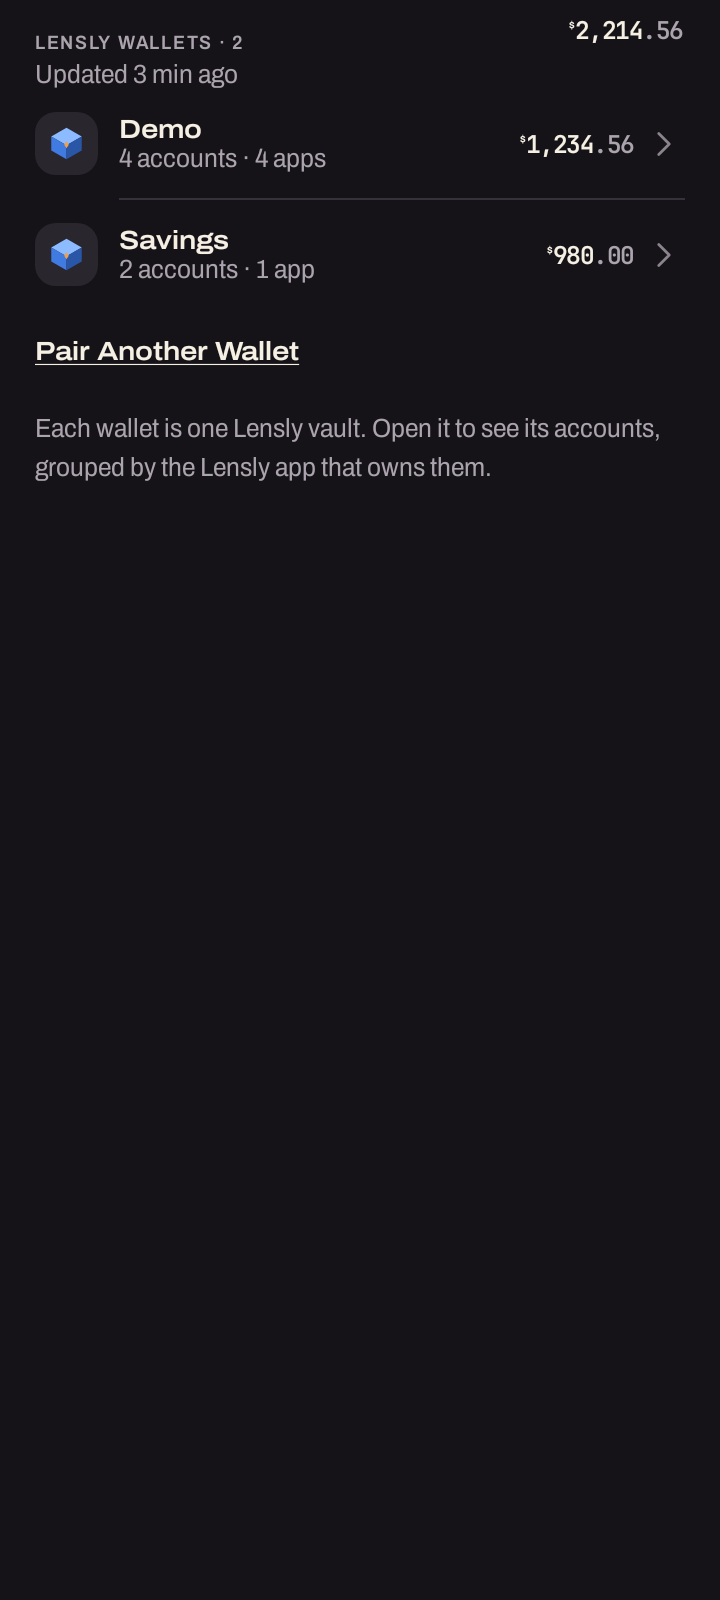 LENSLY WALLETS · 2
$2,214.56
Updated 3 min ago
Demo
4 accounts · 4 apps
$1,234.56
Savings
2 accounts · 1 app
$980.00
Pair Another Wallet
Each wallet is one Lensly vault. Open it to see its accounts,
grouped by the Lensly app that owns them.